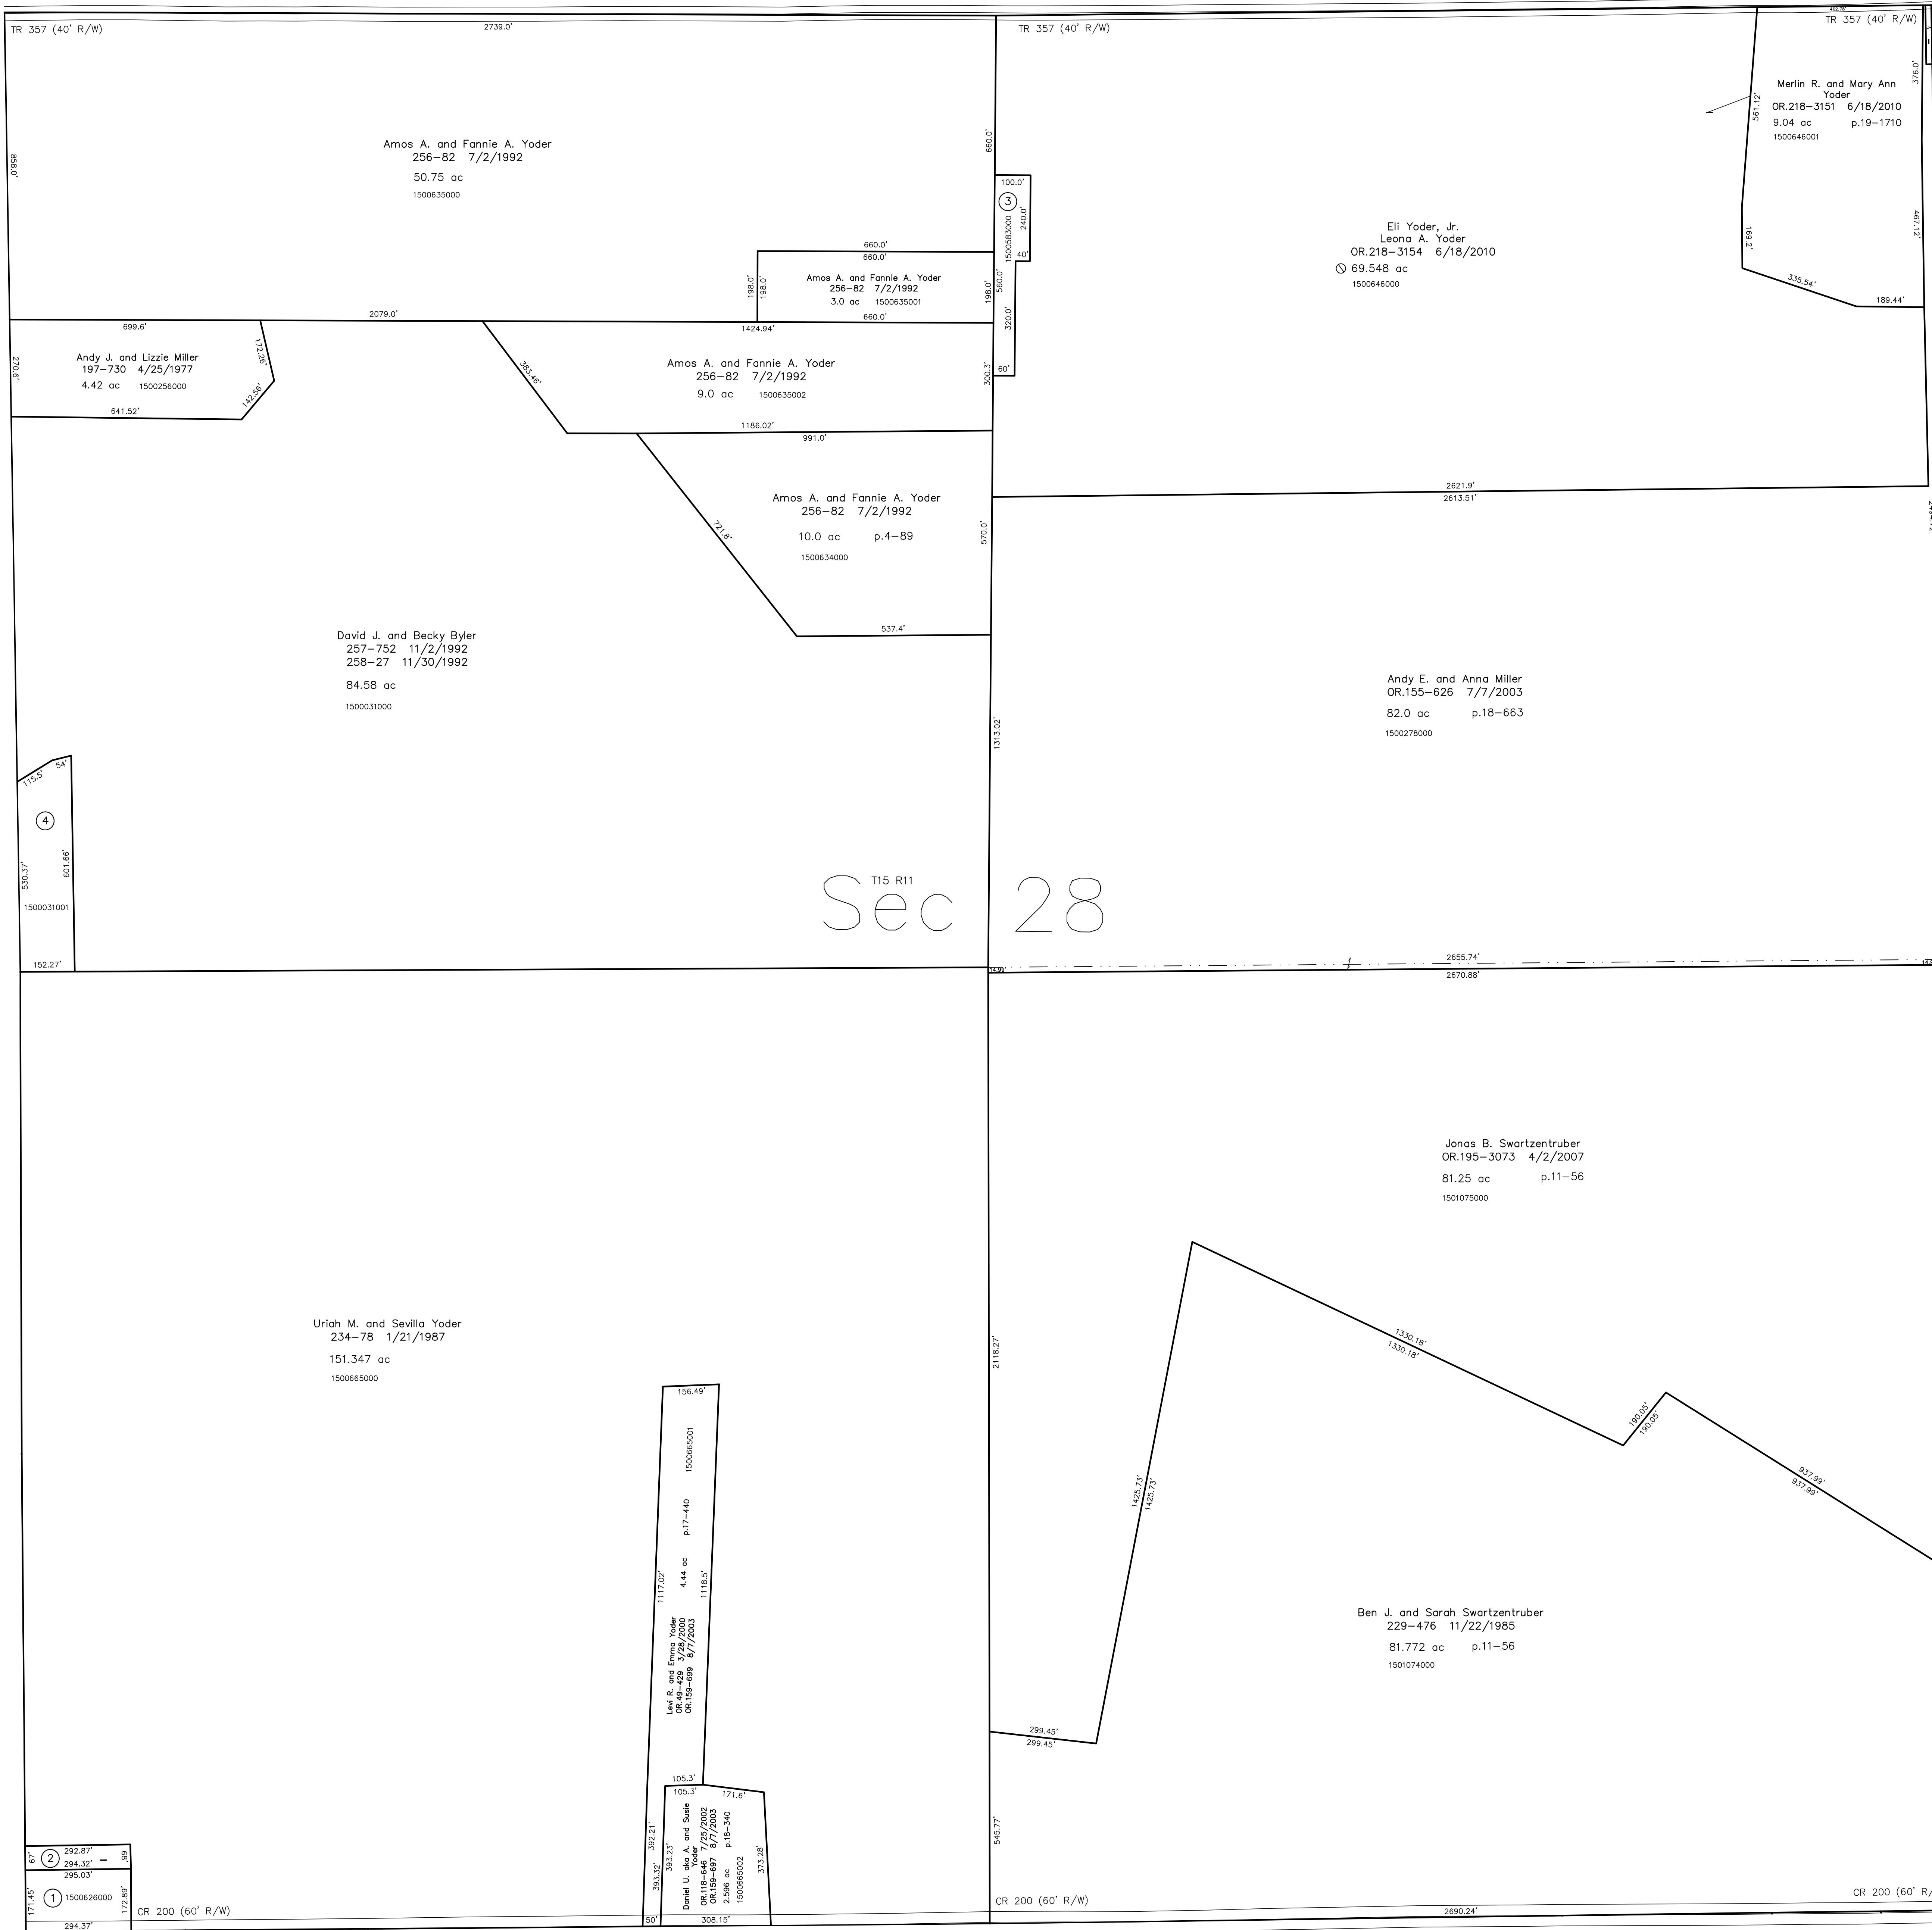 TR 357 (40' R/W)
2739.0'
TR 357 (40' R/W)
462.78'
TR 357 (40' R/W)
858.0'
Amos A. and Fannie A. Yoder
256-82 7/2/1992
50.75 ac
1500635000
660.0'
561.12'
376.0'
Merlin R. and Mary Ann
Yoder
OR.218-3151 6/18/2010
9.04 ac p.19-1710
1500646001
467.12'
169.2'
335.54'
189.44'
100.0'
3
240.0'
1500583000
40'
560.0'
320.0'
60'
Eli Yoder, Jr.
Leona A. Yoder
OR.218-3154 6/18/2010
69.548 ac
1500646000
660.0'
660.0'
198.0'
198.0'
Amos A. and Fannie A. Yoder
256-82 7/2/1992
3.0 ac 1500635001
198.0'
660.0'
2079.0'
699.6'
1424.94'
270.6'
Andy J. and Lizzie Miller
197-730 4/25/1977
4.42 ac 1500256000
172.26'
142.56'
641.52'
383.46'
Amos A. and Fannie A. Yoder
256-82 7/2/1992
9.0 ac 1500635002
300.3'
1186.02'
991.0'
Amos A. and Fannie A. Yoder
256-82 7/2/1992
10.0 ac p.4-89
1500634000
721.8'
570.0'
537.4'
2621.9'
2613.51'
David J. and Becky Byler
257-752 11/2/1992
258-27 11/30/1992
84.58 ac
1500031000
Andy E. and Anna Miller
OR.155-626 7/7/2003
82.0 ac p.18-663
1500278000
1313.02'
115.5'
54'
4
530.37'
601.66'
1500031001
152.27'
T15 R11
Sec 28
2655.74'
2670.88'
Jonas B. Swartzentruber
OR.195-3073 4/2/2007
81.25 ac p.11-56
1501075000
Uriah M. and Sevilla Yoder
234-78 1/21/1987
151.347 ac
1500665000
2118.27'
1330.18'
1330.18'
190.05'
190.05'
937.99'
937.99'
1425.73'
1425.73'
156.49'
1500665001
4.44 ac p.17-440
1117.02'
1118.5'
Levi R. and Emma Yoder
OR.49-429 3/28/2000
OR.159-699 8/7/2003
Ben J. and Sarah Swartzentruber
229-476 11/22/1985
81.772 ac p.11-56
1501074000
299.45'
299.45'
105.3'
105.3'
171.6'
392.21'
393.32'
393.23'
Daniel U. aka A. and Susie
Yoder
OR.118-646 7/25/2002
OR.159-697 8/7/2003
2.596 ac p.18-340
1500665002
373.28'
545.77'
67'
2
292.87'
294.32'
68'
295.03'
171.45'
1
1500626000
172.89'
294.37'
CR 200 (60' R/W)
50'
308.15'
CR 200 (60' R/W)
2690.24'
CR 200 (60' R/